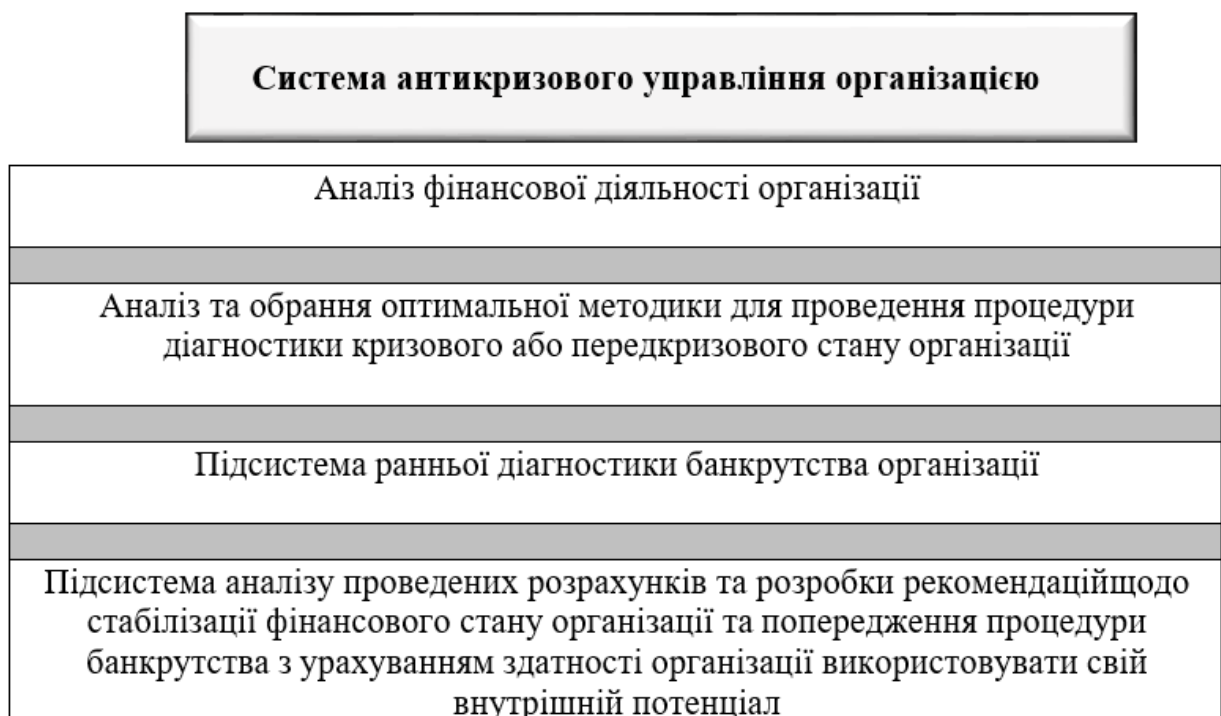 Система антикризового управління організацією
Аналіз фінансової діяльності організації
Аналіз та обрання оптимальної методики для проведення процедури
діагностики кризового або передкризового стану організації
Підсистема ранньої діагностики банкрутства організації
Підсистема аналізу проведених розрахунків та розробки рекомендаційщодо
стабілізації фінансового стану організації та попередження процедури
банкрутства з урахуванням здатності організації використовувати свій
внутрішній потенціал